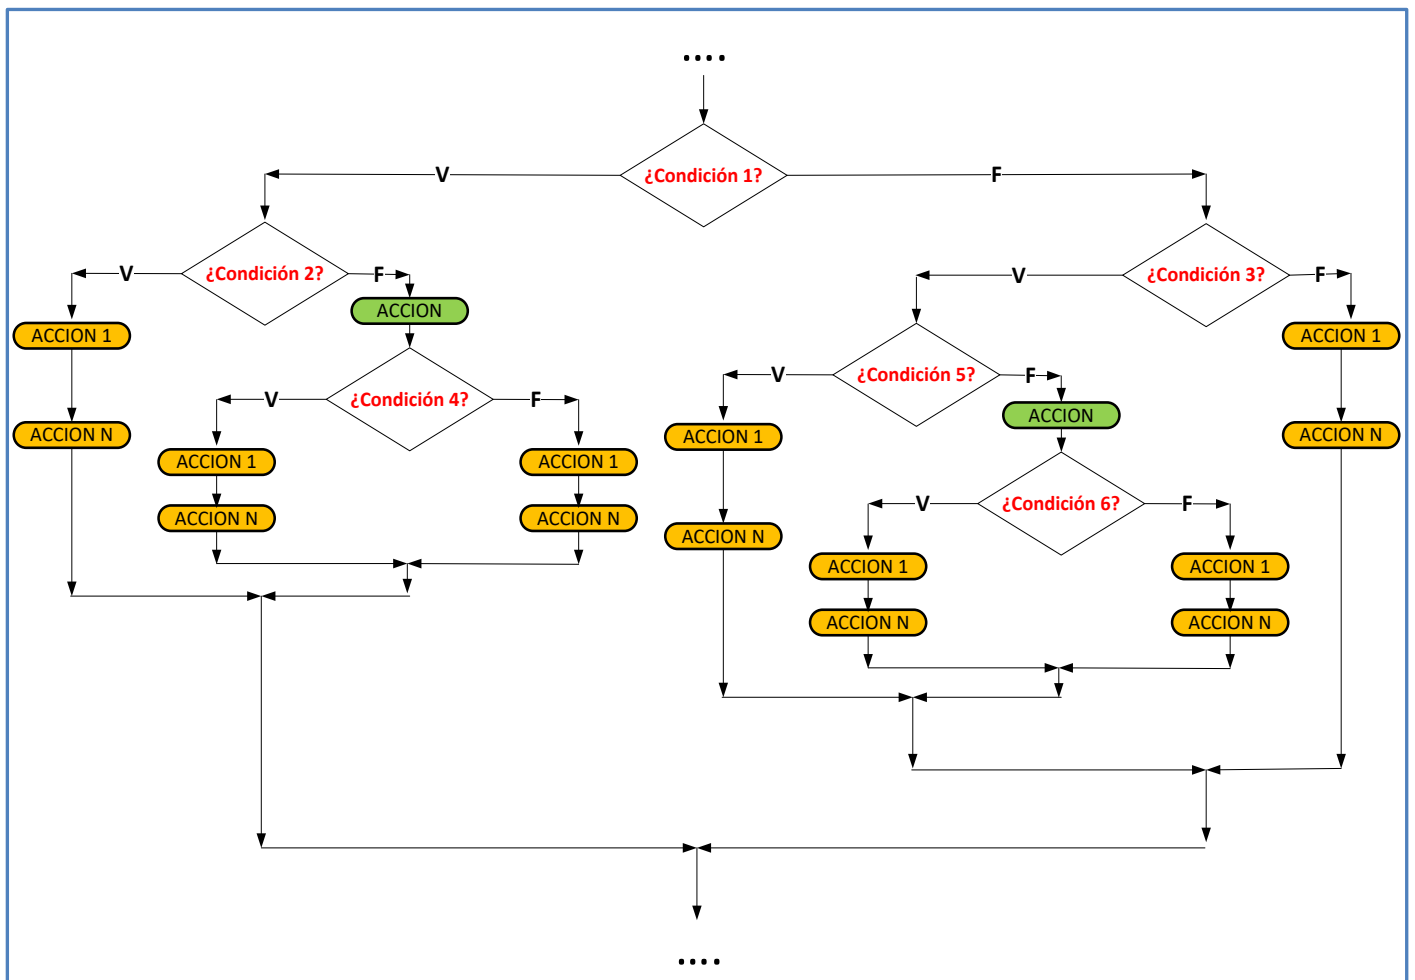 ....
¿Condición 1?
V
F
¿Condición 2?
V
F
¿Condición 3?
V
F
ACCION
ACCION 1
ACCION 1
¿Condición 5?
V
F
¿Condición 4?
V
F
ACCION
ACCION N
ACCION 1
ACCION N
ACCION 1
ACCION 1
¿Condición 6?
V
F
ACCION N
ACCION N
ACCION N
ACCION 1
ACCION 1
ACCION N
ACCION N
....